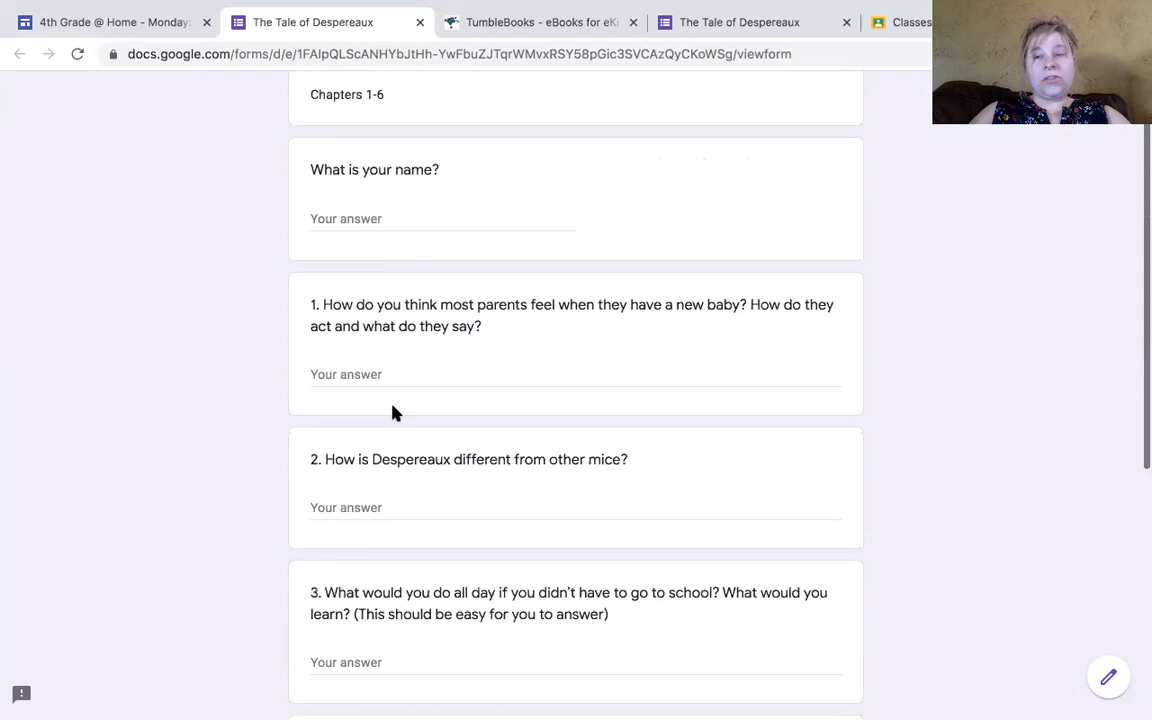 4th Grade @ Home - Monday:
The Tale of Despereaux
TumbleBooks - eBooks for eKi
The Tale of Despereaux
Classes
docs.google.com/forms/d/e/1FAIpQLScANHYbJtHh-YwFbuZJTqrWMvxRSY58pGic3SVCAzQyCKoWSg/viewform
Chapters 1-6
What is your name?
Your answer
1. How do you think most parents feel when they have a new baby? How do they
act and what do they say?
Your answer
2. How is Despereaux different from other mice?
Your answer
3. What would you do all day if you didn't have to go to school? What would you
learn? (This should be easy for you to answer)
Your answer